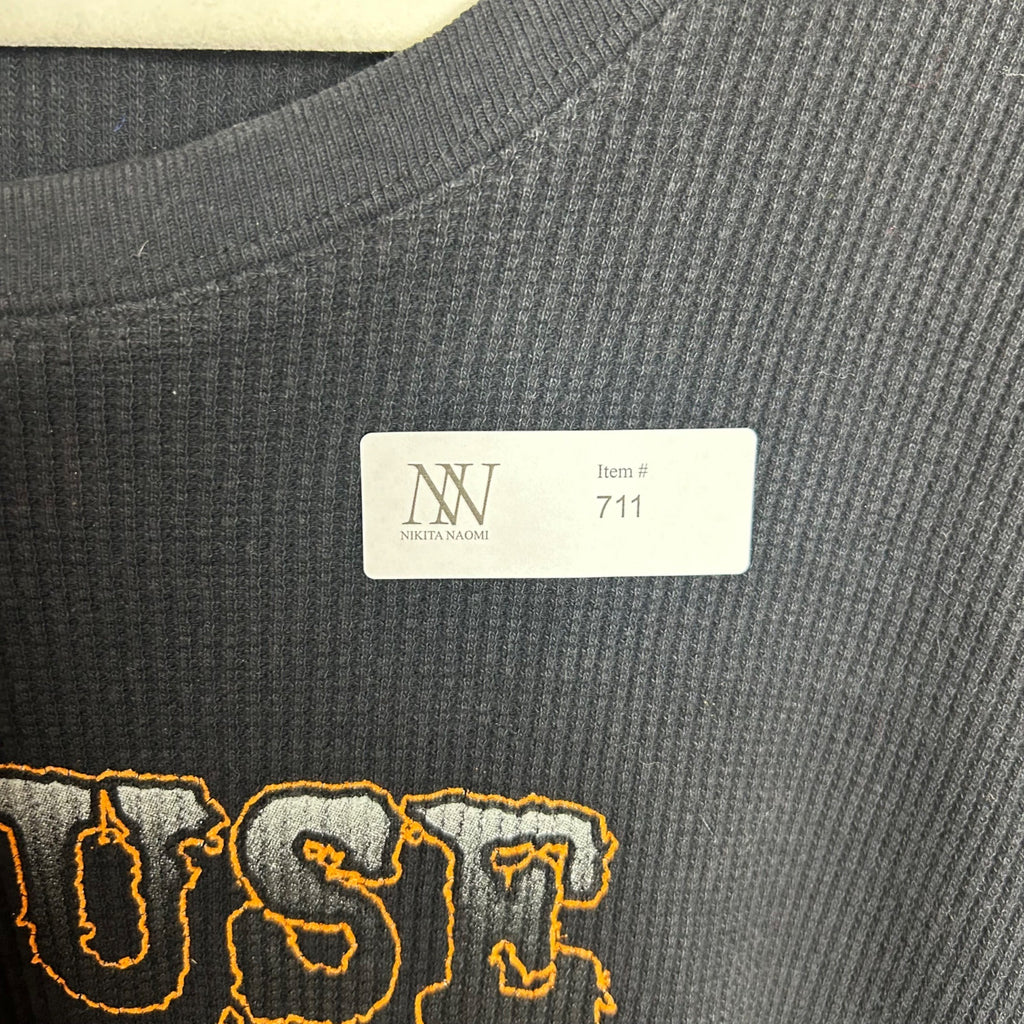 NN
NIKITA NAOMI
Item #
711
USE